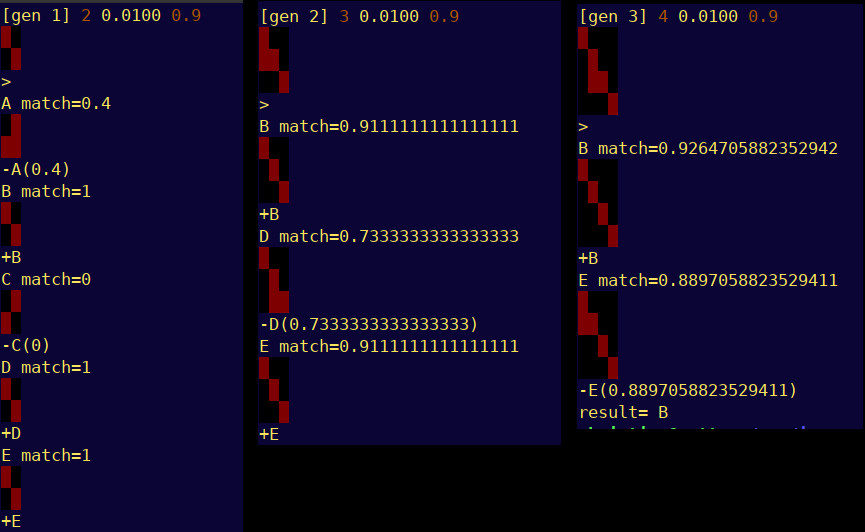 [gen 1] 2 0.0100 0.9
>
A match=0.4
-A(0.4)
B match=1
+B
C match=0
-C(0)
D match=1
+D
E match=1
+E
[gen 2] 3 0.0100 0.9
>
B match=0.9111111111111111
+B
D match=0.7333333333333333
-D(0.7333333333333333)
E match=0.9111111111111111
+E
[gen 3] 4 0.0100 0.9
>
B match=0.9264705882352942
+B
E match=0.8897058823529411
-E(0.8897058823529411)
result= B